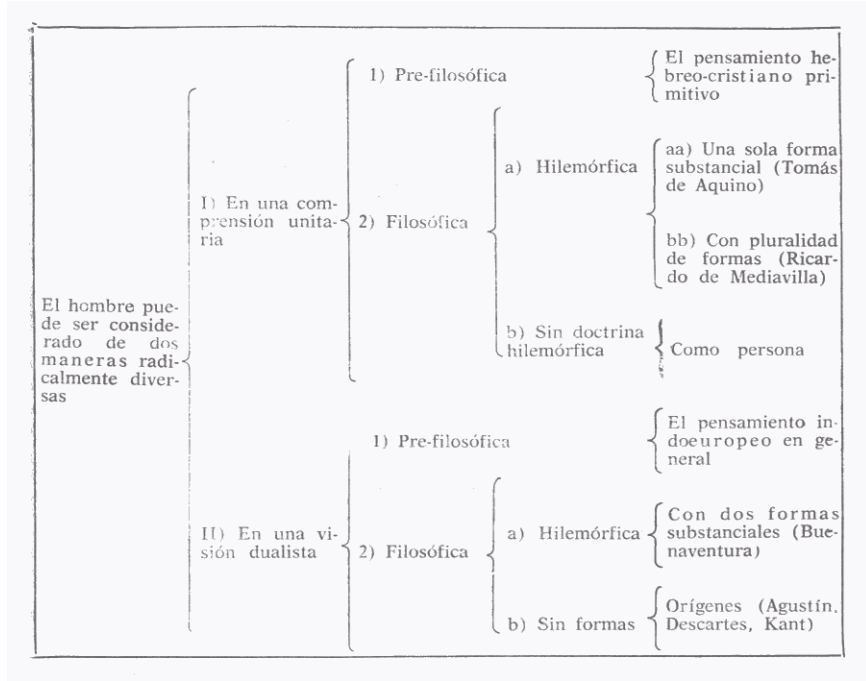 El hombre pue-
de ser conside-
rado de dos
maneras radi-
calmente diver-
sas
I) En una com-
prensión unita-
ria
1) Pre-filosófica
El pensamiento he-
breo-cristiano pri-
mitivo
2) Filosófica
a) Hilemórfica
aa) Una sola forma
substancial (Tomás
de Aquino)
bb) Con pluralidad
de formas (Ricar-
do de Mediavilla)
b) Sin doctrina
hilemórfica
Como persona
II) En una vi-
sión dualista
1) Pre-filosófica
El pensamiento in-
doeuropeo en ge-
neral
2) Filosófica
a) Hilemórfica
Con dos formas
substanciales (Bue-
naventura)
b) Sin formas
Orígenes (Agustín,
Descartes, Kant)